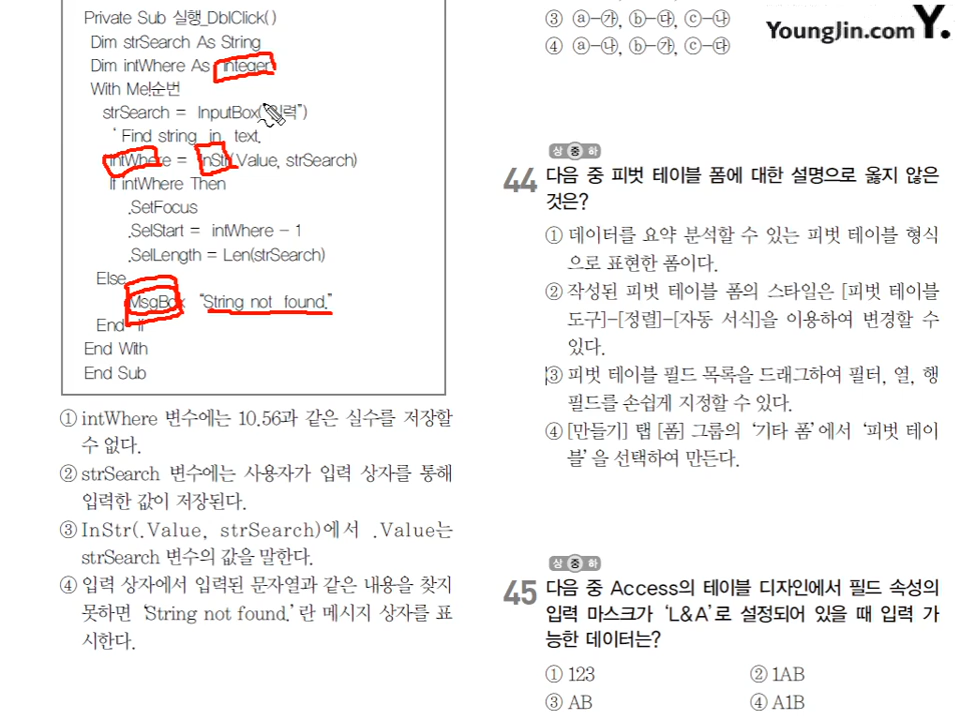 Private Sub 실행_DblClick( )
Dim strSearch As String
Dim intWhere As Integer
With Me!순번
strSearch = InputBox("입력")
' Find string in text.
intWhere = InStr(.Value, strSearch)
If intWhere Then
.SetFocus
.SelStart = intWhere - 1
.SelLength = Len(strSearch)
Else
MsgBox "String not found."
End If
End With
End Sub
① intWhere 변수에는 10.56과 같은 실수를 저장할
수 없다.
② strSearch 변수에는 사용자가 입력 상자를 통해
입력한 값이 저장된다.
③ InStr(.Value, strSearch)에서 .Value는
strSearch 변수의 값을 말한다.
④ 입력 상자에서 입력된 문자열과 같은 내용을 찾지
못하면 'String not found.'란 메시지 상자를 표
시한다.
③ ⓐ-㉮, ⓑ-㉰, ⓒ-㉯
④ ⓐ-㉯, ⓑ-㉮, ⓒ-㉰
YoungJin.com Y.
상 중 하
44 다음 중 피벗 테이블 폼에 대한 설명으로 옳지 않은
것은?
① 데이터를 요약 분석할 수 있는 피벗 테이블 형식
으로 표현한 폼이다.
② 작성된 피벗 테이블 폼의 스타일은 [피벗 테이블
도구]-[정렬]-[자동 서식]을 이용하여 변경할 수
있다.
③ 피벗 테이블 필드 목록을 드래그하여 필터, 열, 행
필드를 손쉽게 지정할 수 있다.
④ [만들기] 탭 [폼] 그룹의 '기타 폼'에서 '피벗 테이
블'을 선택하여 만든다.
상 중 하
45 다음 중 Access의 테이블 디자인에서 필드 속성의
입력 마스크가 'L&A'로 설정되어 있을 때 입력 가
능한 데이터는?
① 123 ② 1AB
③ AB ④ A1B